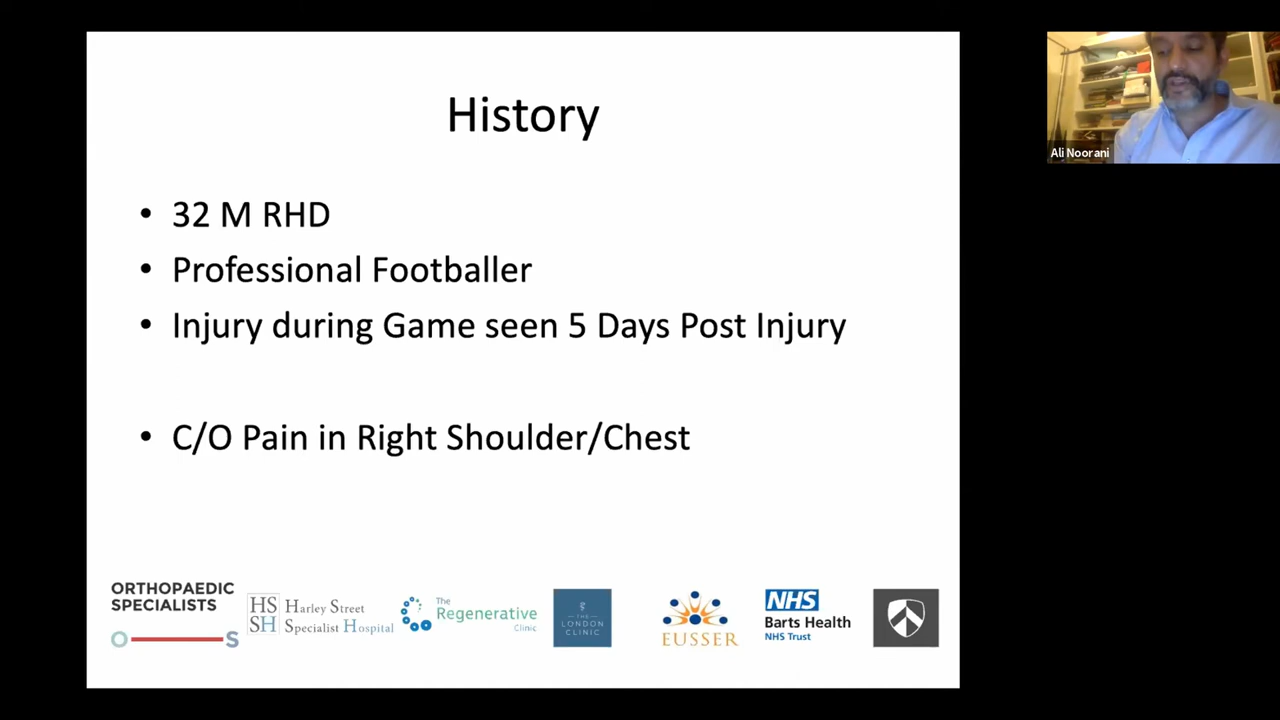 History
• 32 M RHD
• Professional Footballer
• Injury during Game seen 5 Days Post Injury
• C/O Pain in Right Shoulder/Chest
Ali Noorani
ORTHOPAEDIC
SPECIALISTS
O S
HS
SH
Harley Street
Specialist Hospital
The
Regenerative
Clinic
THE
LONDON
CLINIC
EUSSER
NHS
Barts Health
NHS Trust